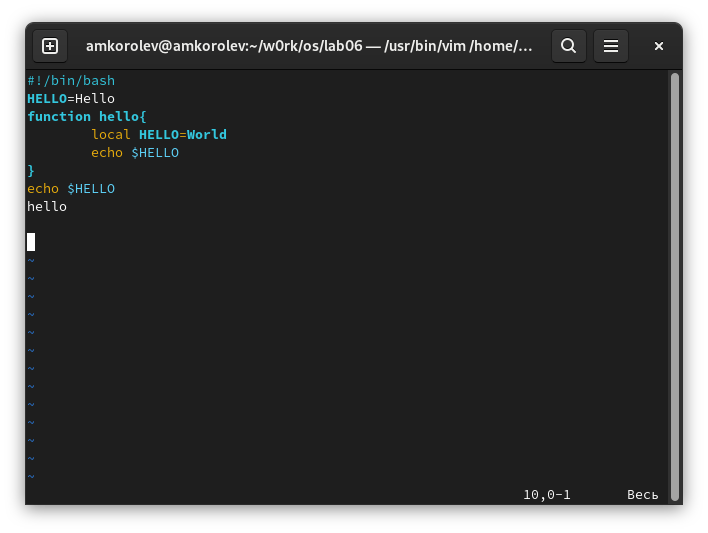 amkorolev@amkorolev:~/w0rk/os/lab06 — /usr/bin/vim /home/...
#!/bin/bash
HELLO=Hello
function hello{
        local HELLO=World
        echo $HELLO
}
echo $HELLO
hello
~
~
~
~
~
~
~
~
~
~
~
~
~
10,0-1 Весь